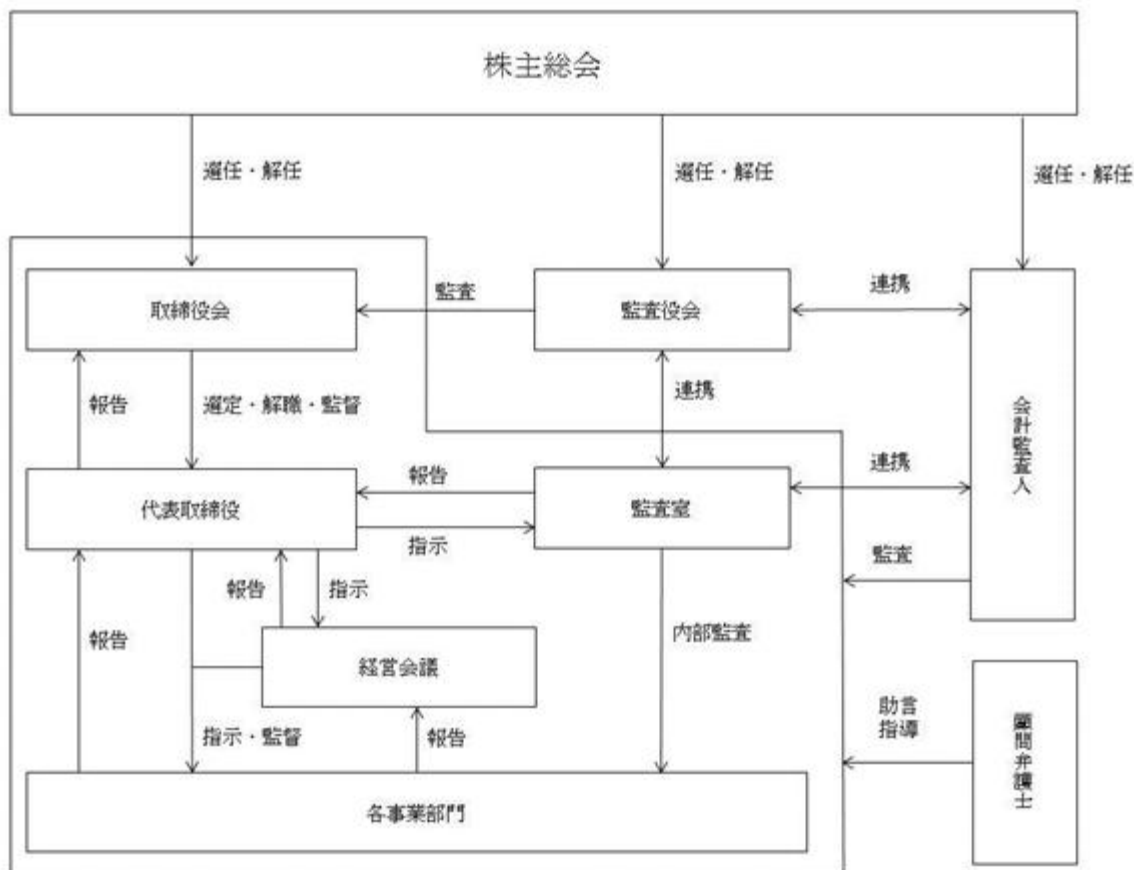 株主総会
選任・解任
選任・解任
選任・解任
取締役会
監査
監査役会
連携
会計監査人
報告
選定・解職・監督
連携
代表取締役
報告
指示
監査室
連携
監査
報告
報告
指示
内部監査
経営会議
指示・監督
報告
助言
指導
顧問弁護士
各事業部門